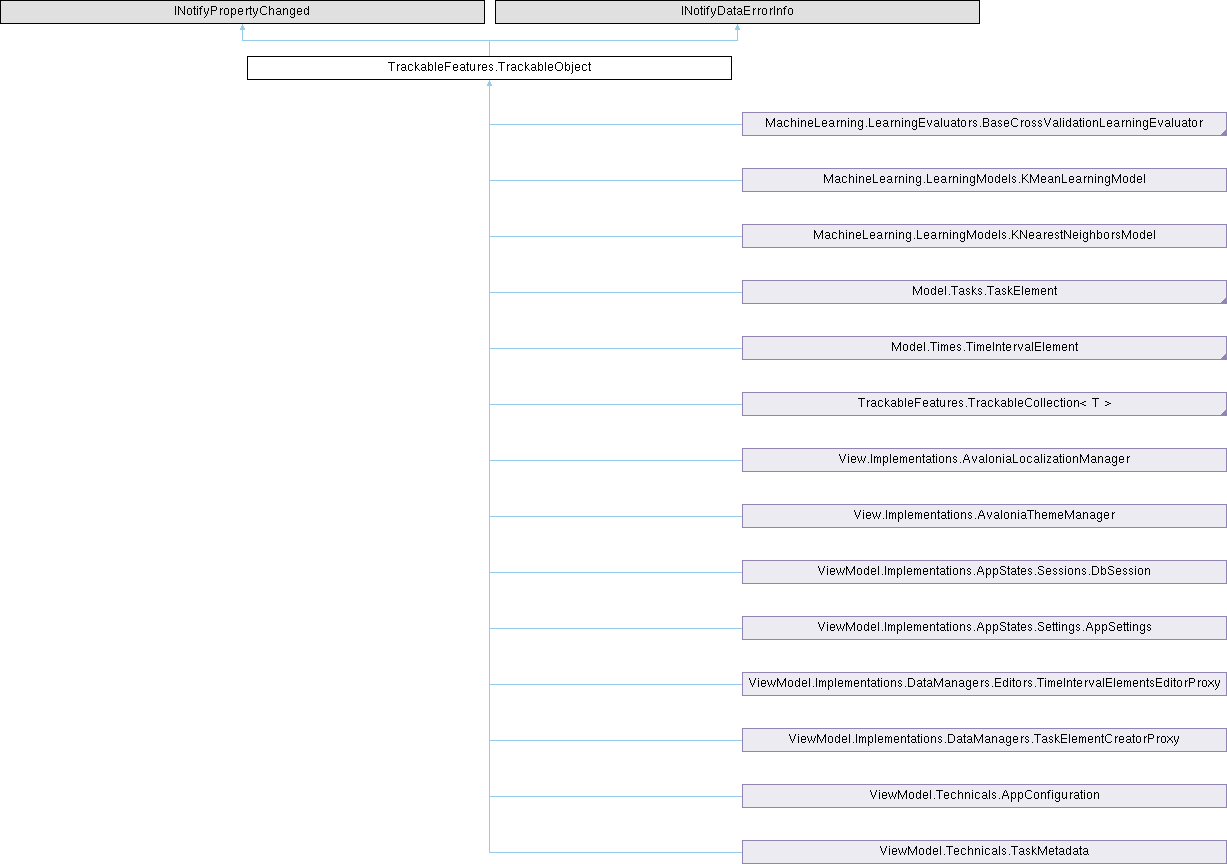 INotifyPropertyChanged
INotifyDataErrorInfo
TrackableFeatures.TrackableObject
MachineLearning.LearningEvaluators.BaseCrossValidationLearningEvaluator
MachineLearning.LearningModels.KMeanLearningModel
MachineLearning.LearningModels.KNearestNeighborsModel
Model.Tasks.TaskElement
Model.Times.TimeIntervalElement
TrackableFeatures.TrackableCollection< T >
View.Implementations.AvaloniaLocalizationManager
View.Implementations.AvaloniaThemeManager
ViewModel.Implementations.AppStates.Sessions.DbSession
ViewModel.Implementations.AppStates.Settings.AppSettings
ViewModel.Implementations.DataManagers.Editors.TimeIntervalElementsEditorProxy
ViewModel.Implementations.DataManagers.TaskElementCreatorProxy
ViewModel.Technicals.AppConfiguration
ViewModel.Technicals.TaskMetadata